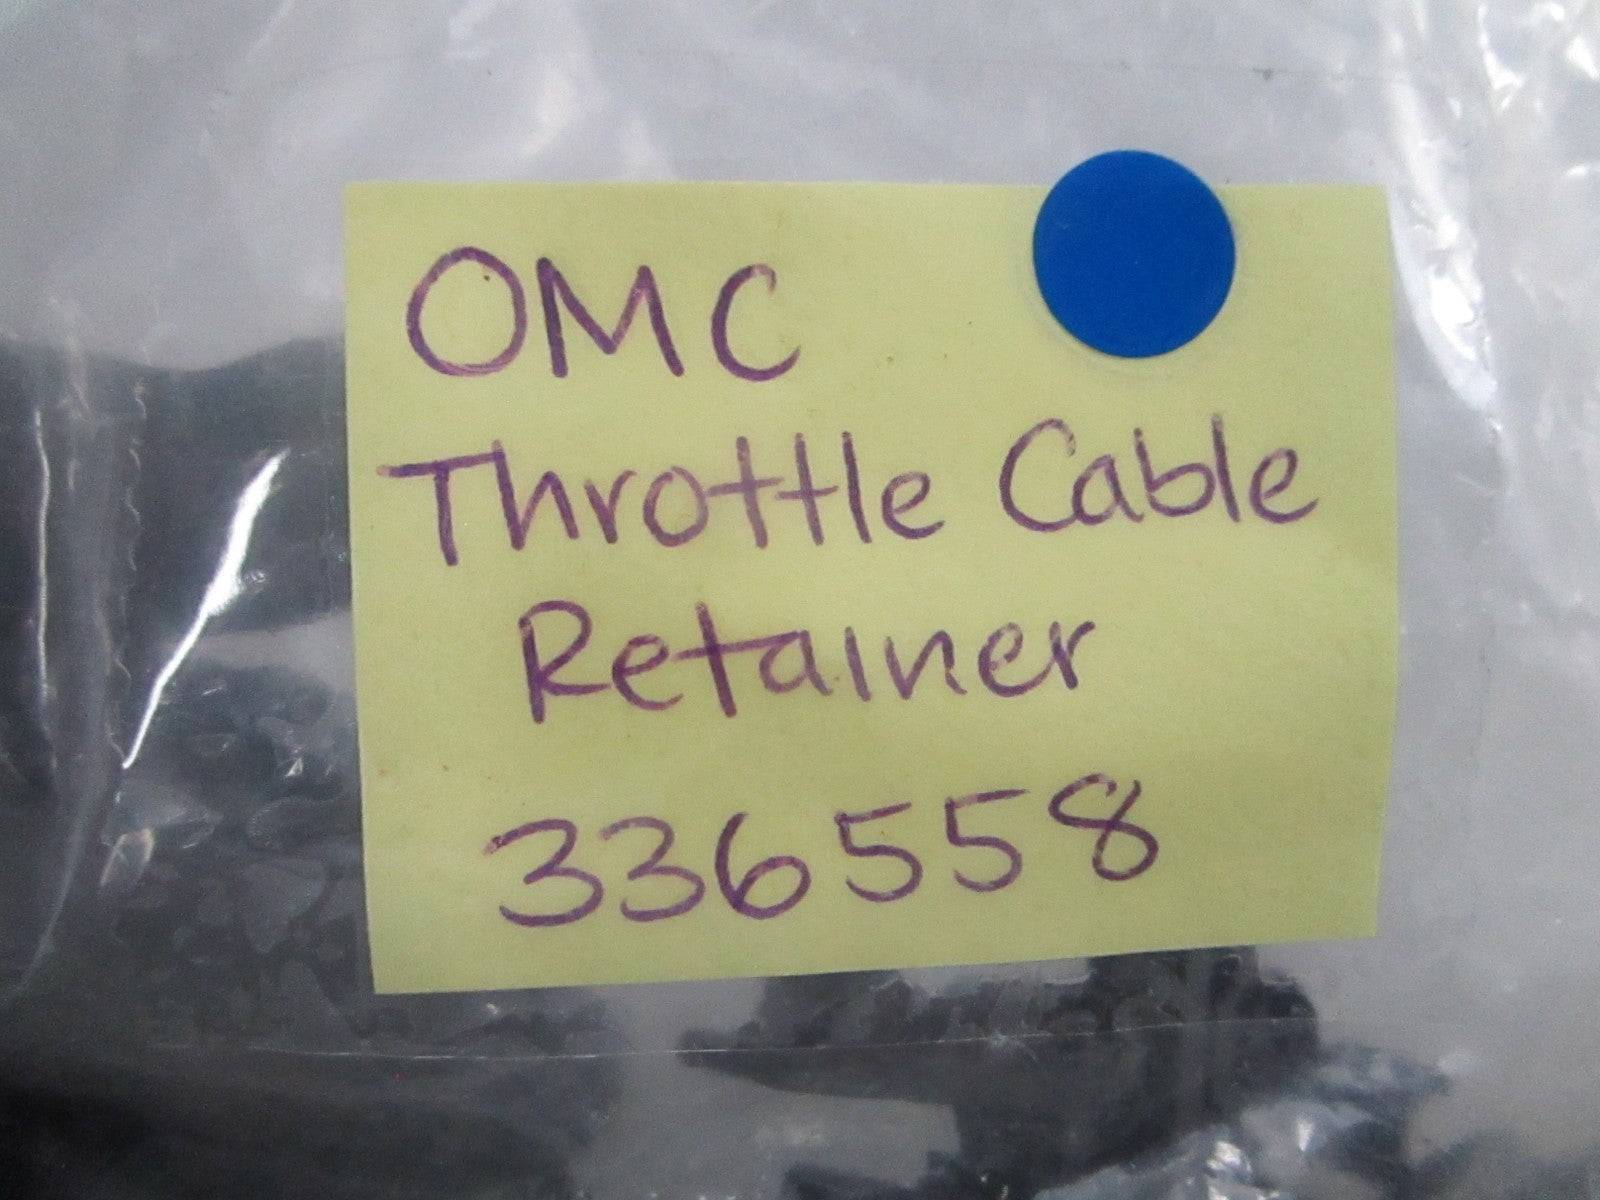 OMC
Throttle Cable
Retainer
336558